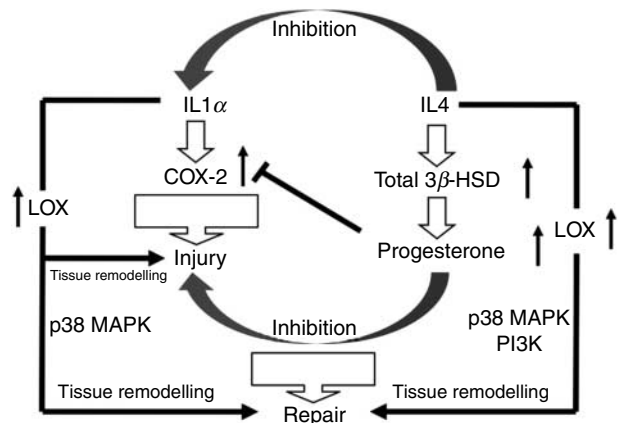 Inhibition
IL1α
IL4
COX-2
Total 3β-HSD
LOX
LOX
Injury
Progesterone
Tissue remodelling
p38 MAPK
Inhibition
p38 MAPK
PI3K
Tissue remodelling
Tissue remodelling
Repair